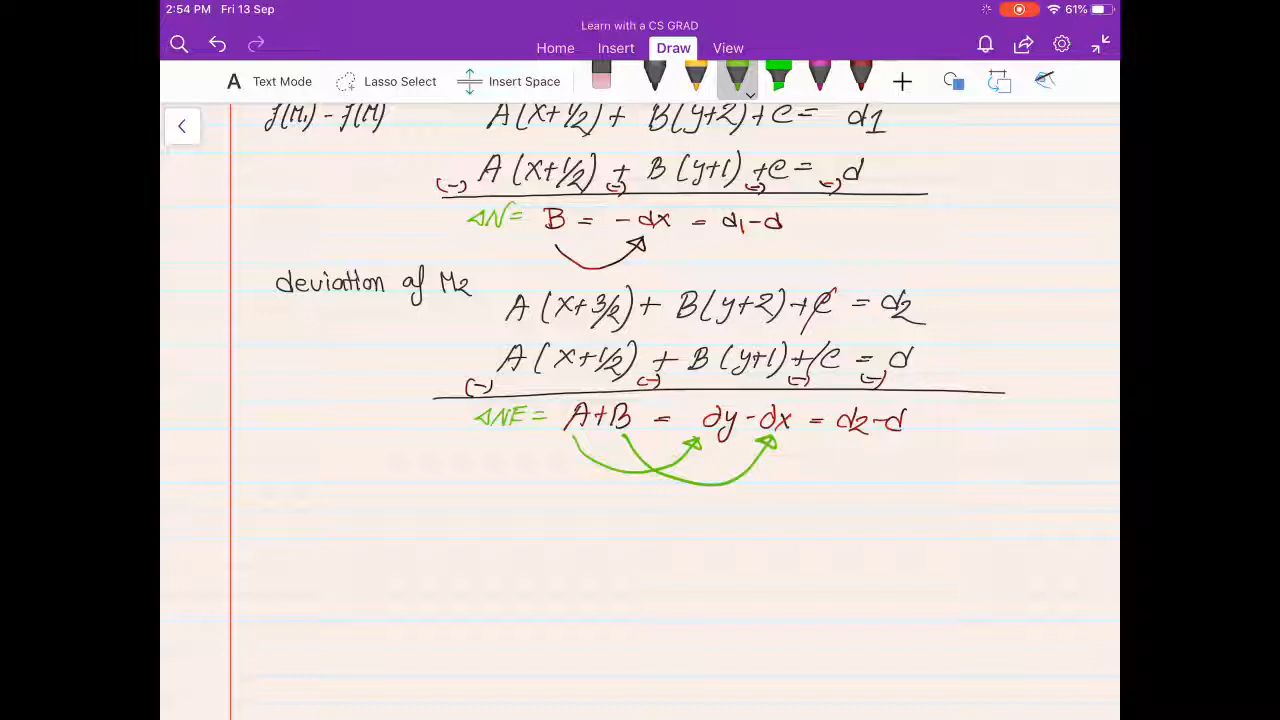 2:54 PM Fri 13 Sep
61%
Learn with a CS GRAD
Home Insert Draw View
A Text Mode Lasso Select Insert Space
f(M1) - f(M) A(x+1/2) + B(y+2) + C = d1
(-) A(x+1/2) + (-) B(y+1) + C (-) = (-) d
ΔN = B = -dx = d1-d
deviation of M2
A(x+3/2) + B(y+2) + C = d2
(-) A(x+1/2) + (-) B(y+1) + C (-) = (-) d
ΔNE = A+B = dy-dx = d2-d